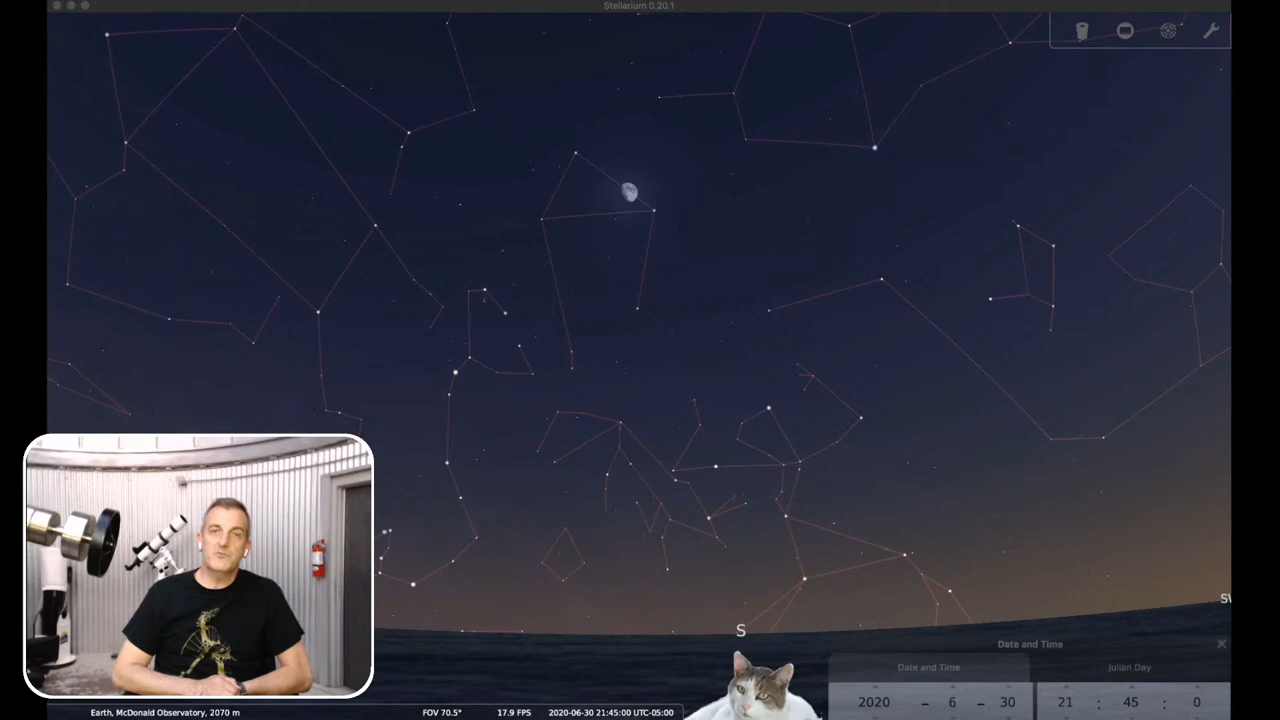 Stellarium 0.20.1
S
SW
Date and Time
Date and Time
Julian Day
2020 - 6 - 30
21 : 45 : 0
Earth, McDonald Observatory, 2070 m
FOV 70.5°
17.9 FPS
2020-06-30 21:45:00 UTC-05:00